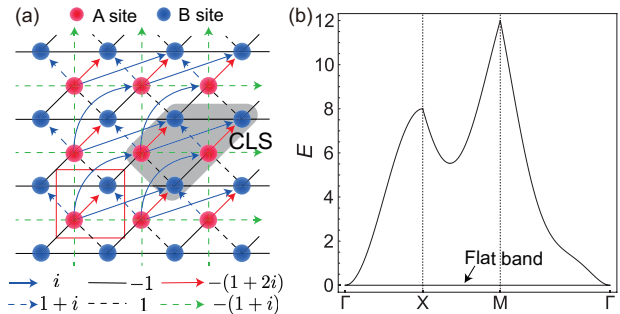 (a) A site B site
CLS
i −1 −(1+2i)
1+i 1 −(1+i)
(b)
E
12
10
8
6
4
2
0
Flat band
Γ X M Γ